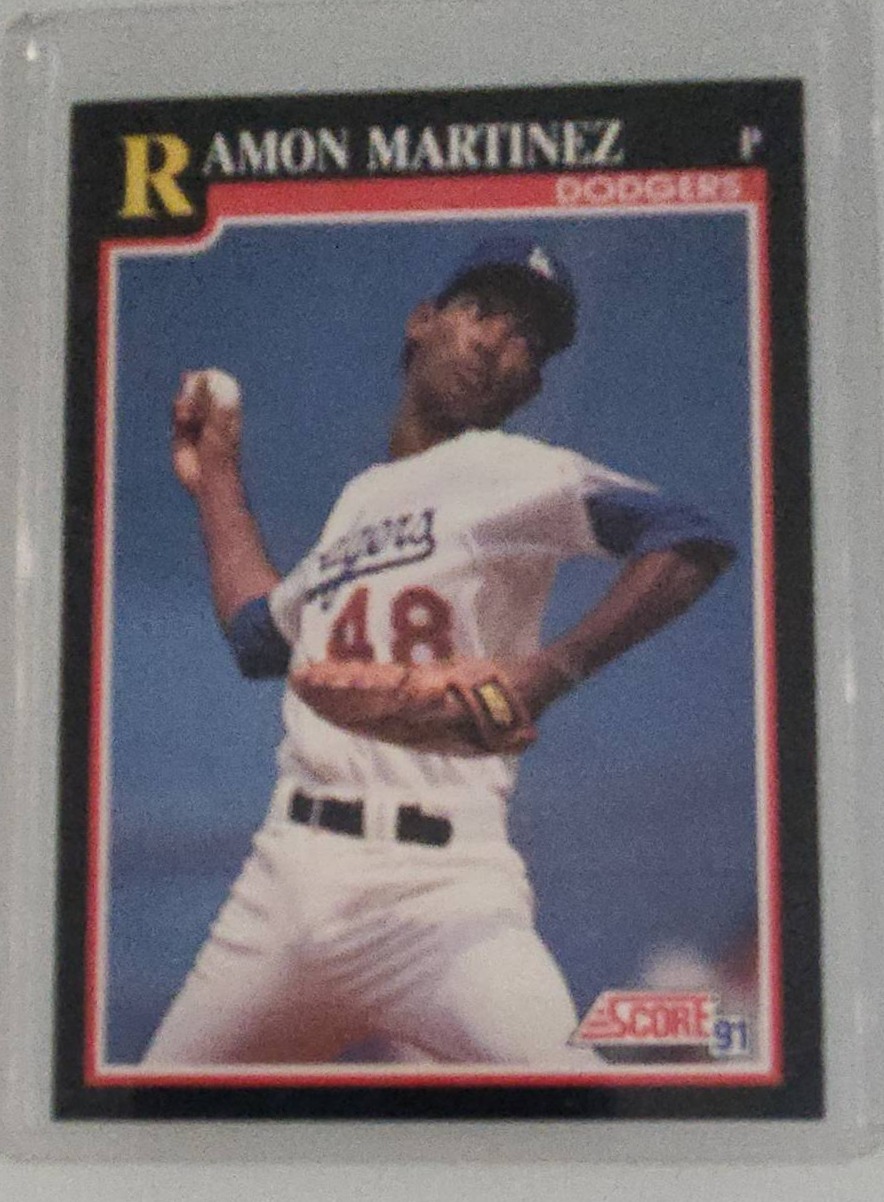 RAMON MARTINEZ P
DODGERS
Dodgers
48
SCORE 91